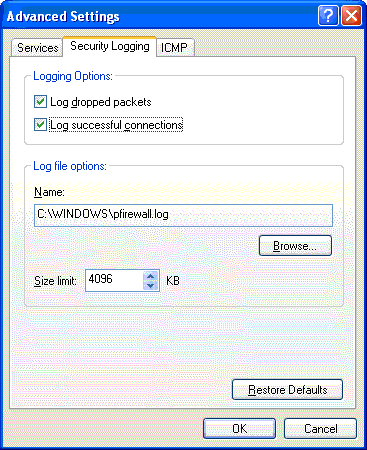 Advanced Settings
Services Security Logging ICMP
Logging Options:
Log dropped packets
Log successful connections
Log file options:
Name:
C:\WINDOWS\pfirewall.log
Browse...
Size limit: 4096 KB
Restore Defaults
OK Cancel